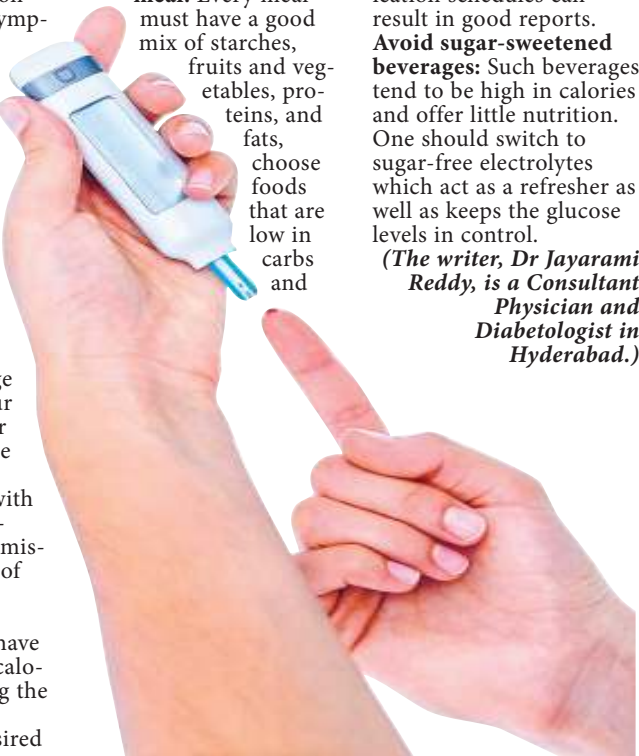 ymp-
ge
ur
r
e
with
-
mis-
of
have
calo-
g the
sired
meal: Every meal
must have a good
mix of starches,
fruits and veg-
etables, pro-
teins, and
fats,
choose
foods
that are
low in
carbs
and
ication schedules can
result in good reports.
Avoid sugar-sweetened
beverages: Such beverages
tend to be high in calories
and offer little nutrition.
One should switch to
sugar-free electrolytes
which act as a refresher as
well as keeps the glucose
levels in control.
(The writer, Dr Jayarami
Reddy, is a Consultant
Physician and
Diabetologist in
Hyderabad.)